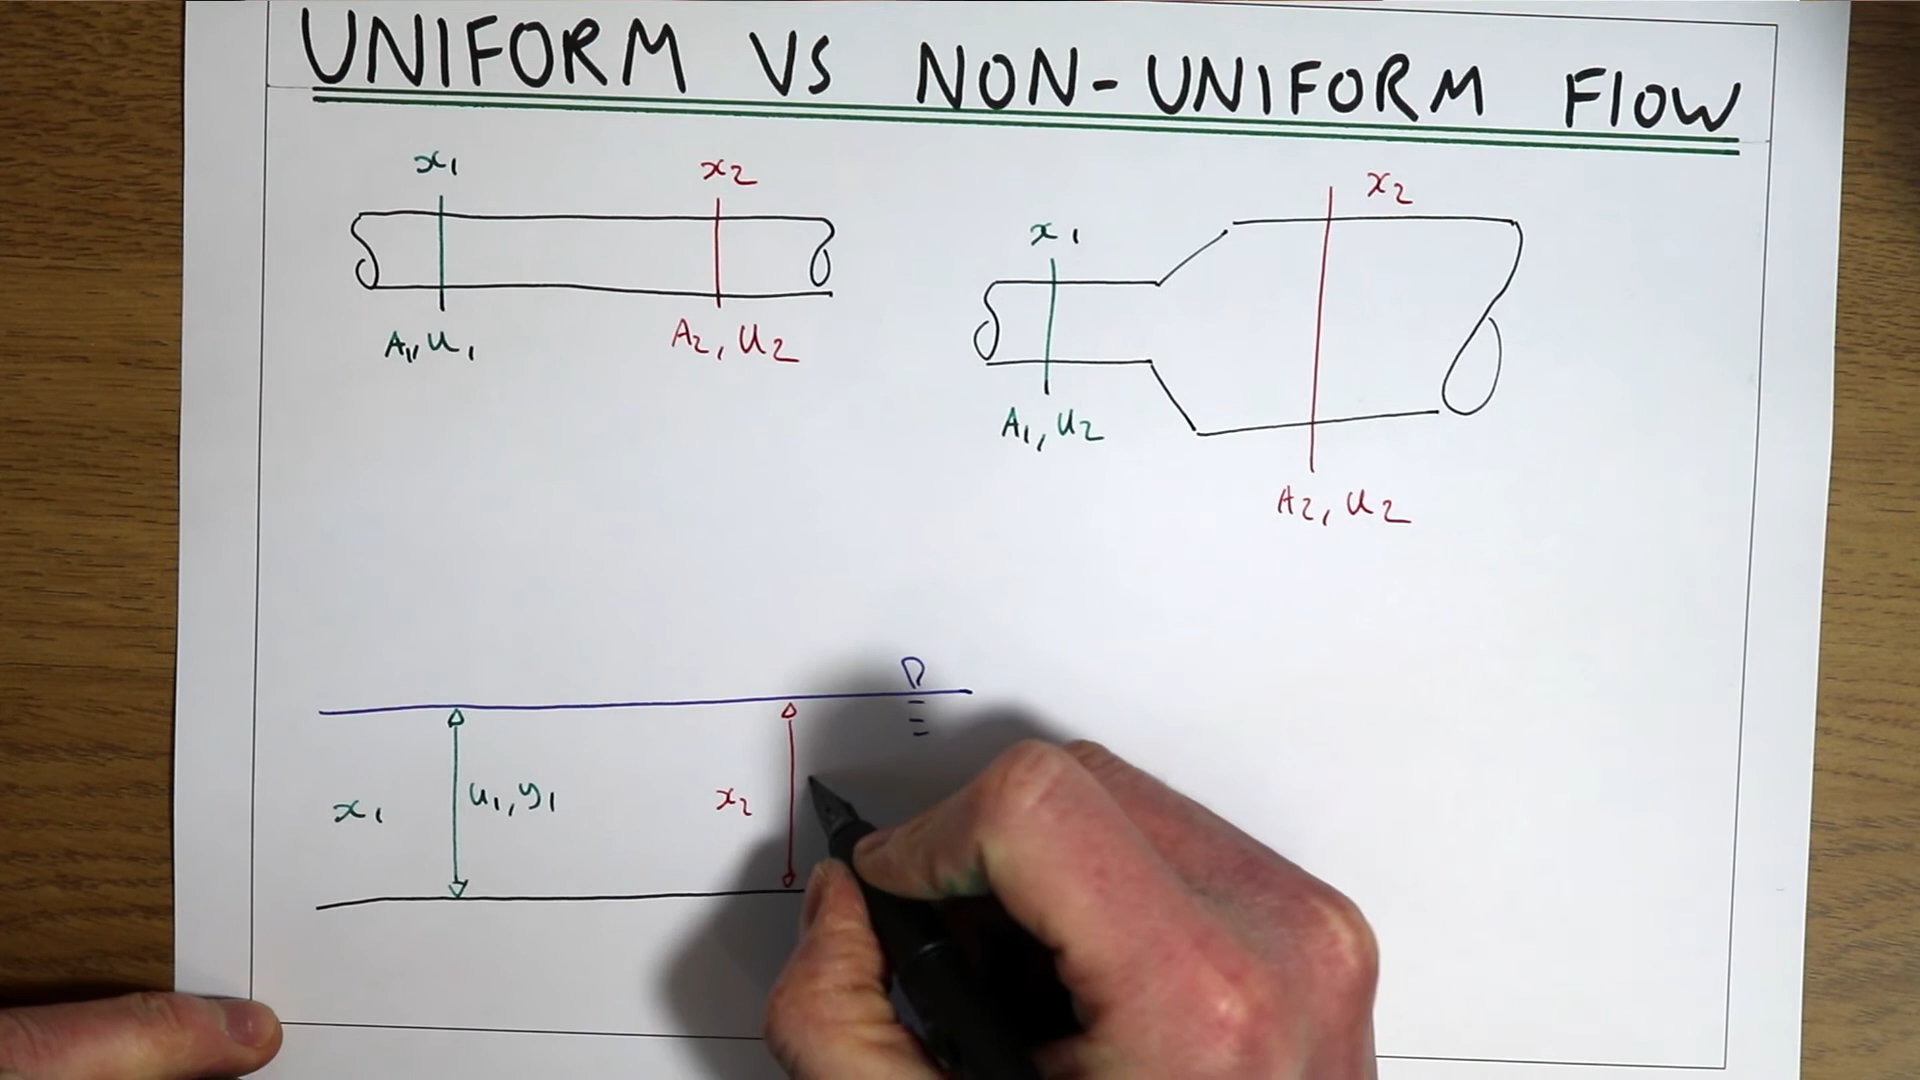 UNIFORM VS NON-UNIFORM FlOW
x1 x2
A1, u1 A2, u2
x1 x2
A1, u2
A2, u2
x1 u1, y1 x2